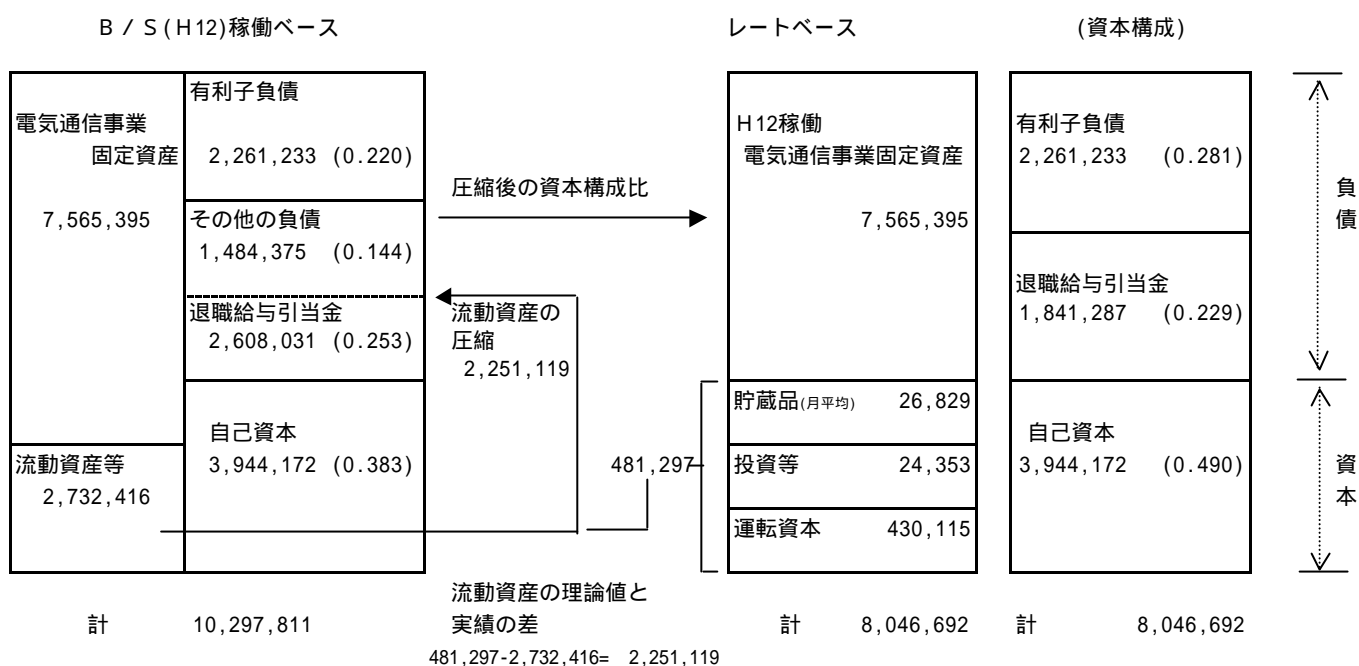 B / S(H12)稼働ベース
電気通信事業
固定資産
7,565,395
流動資産等
2,732,416
有利子負債
2,261,233 (0.220)
その他の負債
1,484,375 (0.144)
退職給与引当金
2,608,031 (0.253)
自己資本
3,944,172 (0.383)
計 10,297,811
圧縮後の資本構成比
流動資産の
圧縮
2,251,119
481,297
流動資産の理論値と
実績の差
481,297-2,732,416= 2,251,119
レートベース
H12稼働
電気通信事業固定資産
7,565,395
貯蔵品(月平均) 26,829
投資等 24,353
運転資本 430,115
計 8,046,692
(資本構成)
有利子負債
2,261,233 (0.281)
退職給与引当金
1,841,287 (0.229)
自己資本
3,944,172 (0.490)
計 8,046,692
負
債
資
本